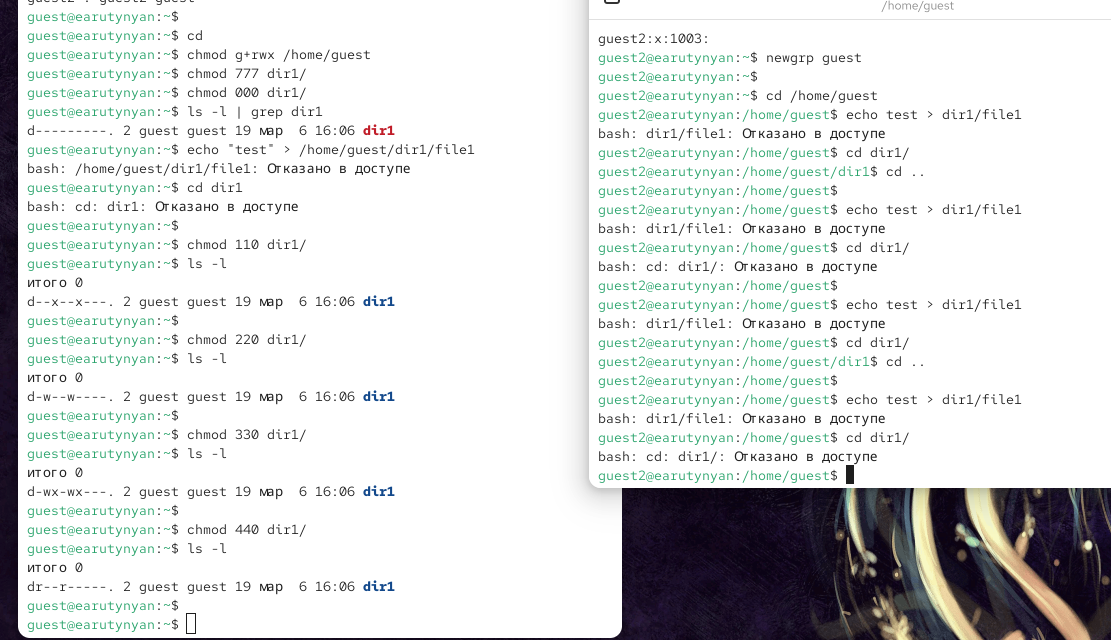 guest@earutynyan:~$
guest@earutynyan:~$ cd
guest@earutynyan:~$ chmod g+rwx /home/guest
guest@earutynyan:~$ chmod 777 dir1/
guest@earutynyan:~$ chmod 000 dir1/
guest@earutynyan:~$ ls -l | grep dir1
d---------. 2 guest guest 19 мар  6 16:06 dir1
guest@earutynyan:~$ echo "test" > /home/guest/dir1/file1
bash: /home/guest/dir1/file1: Отказано в доступе
guest@earutynyan:~$ cd dir1
bash: cd: dir1: Отказано в доступе
guest@earutynyan:~$
guest@earutynyan:~$ chmod 110 dir1/
guest@earutynyan:~$ ls -l
итого 0
d--x--x---. 2 guest guest 19 мар  6 16:06 dir1
guest@earutynyan:~$
guest@earutynyan:~$ chmod 220 dir1/
guest@earutynyan:~$ ls -l
итого 0
d-w--w----. 2 guest guest 19 мар  6 16:06 dir1
guest@earutynyan:~$
guest@earutynyan:~$ chmod 330 dir1/
guest@earutynyan:~$ ls -l
итого 0
d-wx-wx---. 2 guest guest 19 мар  6 16:06 dir1
guest@earutynyan:~$
guest@earutynyan:~$ chmod 440 dir1/
guest@earutynyan:~$ ls -l
итого 0
dr--r-----. 2 guest guest 19 мар  6 16:06 dir1
guest@earutynyan:~$
guest@earutynyan:~$
/home/guest
guest2:x:1003:
guest2@earutynyan:~$ newgrp guest
guest2@earutynyan:~$
guest2@earutynyan:~$ cd /home/guest
guest2@earutynyan:/home/guest$ echo test > dir1/file1
bash: dir1/file1: Отказано в доступе
guest2@earutynyan:/home/guest$ cd dir1/
guest2@earutynyan:/home/guest/dir1$ cd ..
guest2@earutynyan:/home/guest$
guest2@earutynyan:/home/guest$ echo test > dir1/file1
bash: dir1/file1: Отказано в доступе
guest2@earutynyan:/home/guest$ cd dir1/
bash: cd: dir1/: Отказано в доступе
guest2@earutynyan:/home/guest$
guest2@earutynyan:/home/guest$ echo test > dir1/file1
bash: dir1/file1: Отказано в доступе
guest2@earutynyan:/home/guest$ cd dir1/
guest2@earutynyan:/home/guest/dir1$ cd ..
guest2@earutynyan:/home/guest$
guest2@earutynyan:/home/guest$ echo test > dir1/file1
bash: dir1/file1: Отказано в доступе
guest2@earutynyan:/home/guest$ cd dir1/
bash: cd: dir1/: Отказано в доступе
guest2@earutynyan:/home/guest$